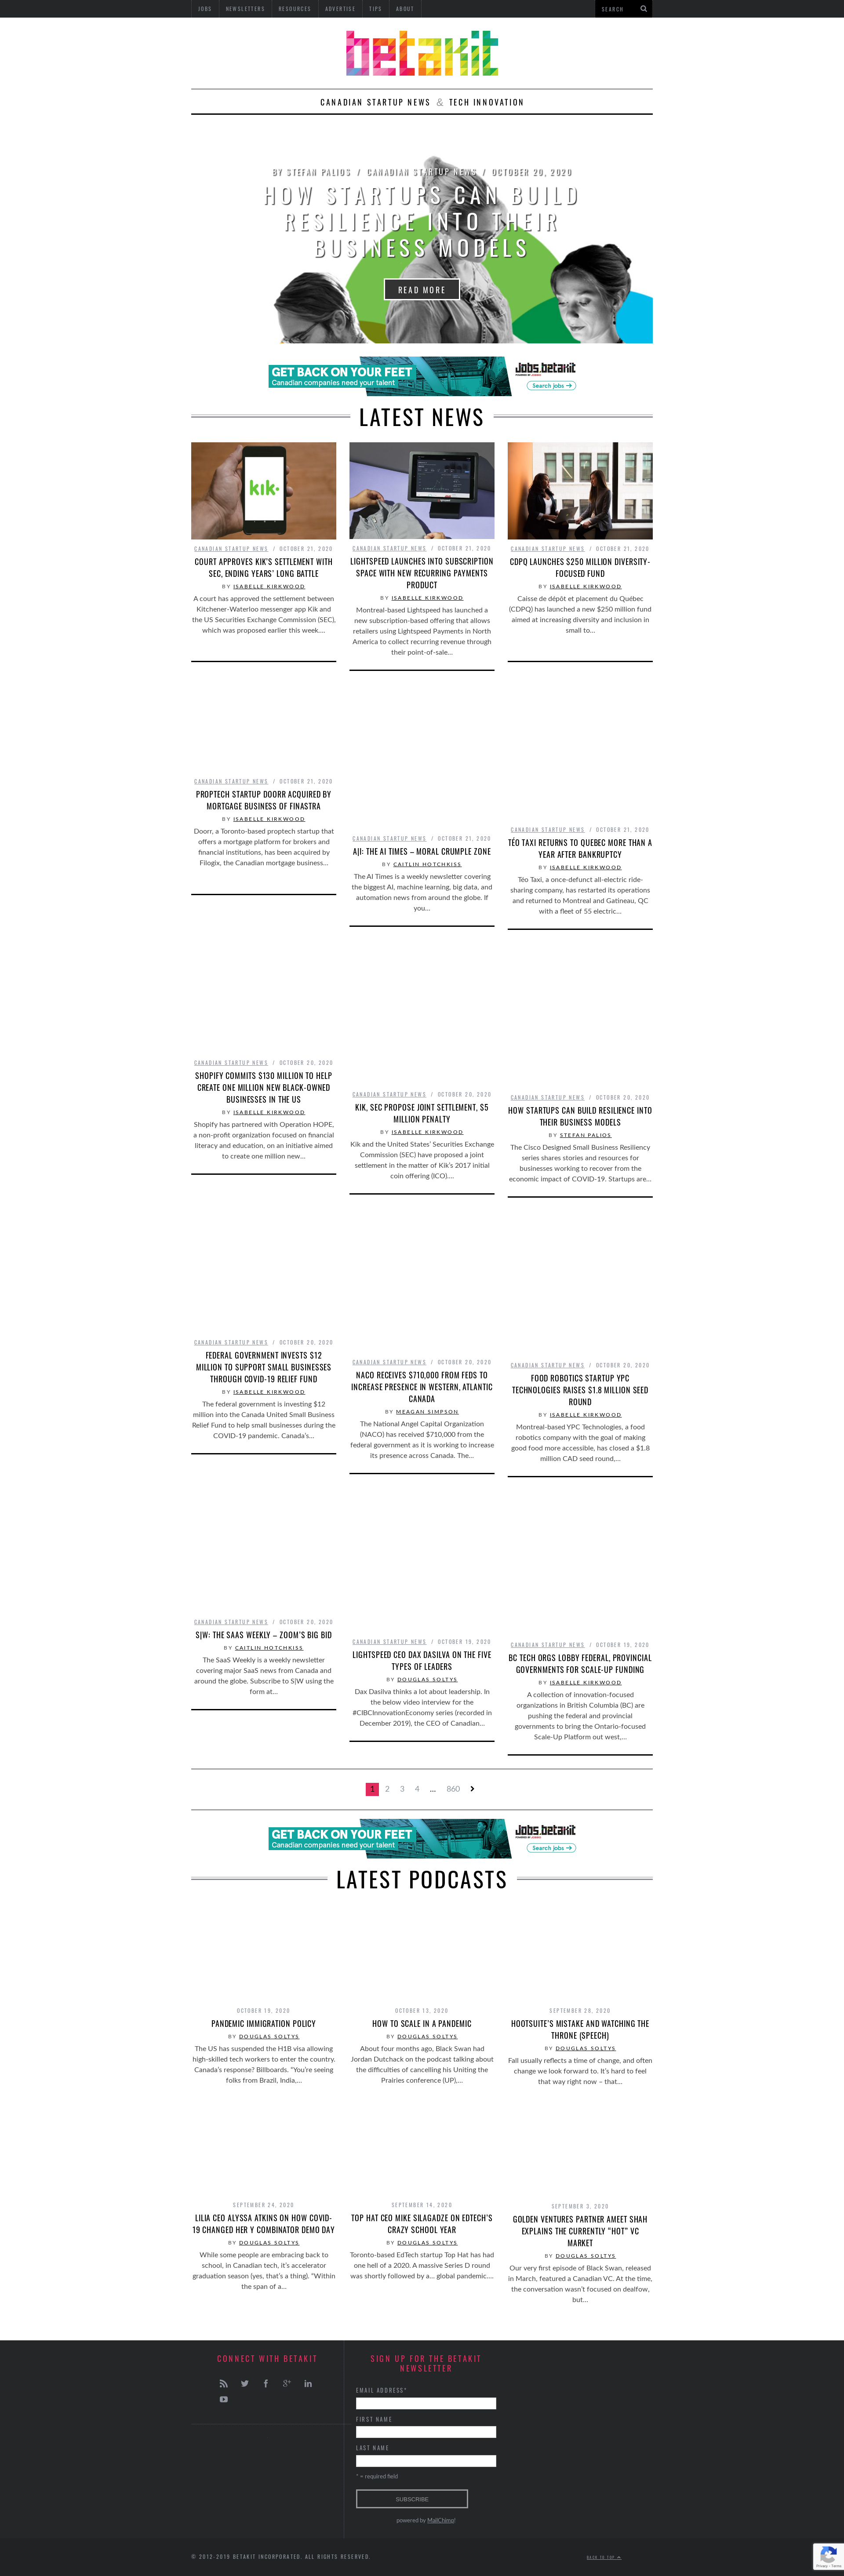 JOBS
NEWSLETTERS
RESOURCES
ADVERTISE
TIPS
ABOUT
SEARCH
betakit
CANADIAN STARTUP NEWS & TECH INNOVATION
BY STEFAN PALIOS / CANADIAN STARTUP NEWS / OCTOBER 20, 2020
HOW STARTUPS CAN BUILD
RESILIENCE INTO THEIR
BUSINESS MODELS
READ MORE
GET BACK ON YOUR FEET
Canadian companies need your talent
Jobs.betakit
Search jobs →
LATEST NEWS
kik.
CANADIAN STARTUP NEWS / OCTOBER 21, 2020
COURT APPROVES KIK'S SETTLEMENT WITH
SEC, ENDING YEARS' LONG BATTLE
BY ISABELLE KIRKWOOD
A court has approved the settlement between
Kitchener-Waterloo messenger app Kik and
the US Securities Exchange Commission (SEC),
which was proposed earlier this week....
CANADIAN STARTUP NEWS / OCTOBER 21, 2020
LIGHTSPEED LAUNCHES INTO SUBSCRIPTION
SPACE WITH NEW RECURRING PAYMENTS
PRODUCT
BY ISABELLE KIRKWOOD
Montreal-based Lightspeed has launched a
new subscription-based offering that allows
retailers using Lightspeed Payments in North
America to collect recurring revenue through
their point-of-sale...
CANADIAN STARTUP NEWS / OCTOBER 21, 2020
CDPQ LAUNCHES $250 MILLION DIVERSITY-
FOCUSED FUND
BY ISABELLE KIRKWOOD
Caisse de dépôt et placement du Québec
(CDPQ) has launched a new $250 million fund
aimed at increasing diversity and inclusion in
small to...
CANADIAN STARTUP NEWS / OCTOBER 21, 2020
PROPTECH STARTUP DOORR ACQUIRED BY
MORTGAGE BUSINESS OF FINASTRA
BY ISABELLE KIRKWOOD
Doorr, a Toronto-based proptech startup that
offers a mortgage platform for brokers and
financial institutions, has been acquired by
Filogix, the Canadian mortgage business...
CANADIAN STARTUP NEWS / OCTOBER 21, 2020
A|I: THE AI TIMES – MORAL CRUMPLE ZONE
BY CAITLIN HOTCHKISS
The AI Times is a weekly newsletter covering
the biggest AI, machine learning, big data, and
automation news from around the globe. If
you...
CANADIAN STARTUP NEWS / OCTOBER 21, 2020
TÉO TAXI RETURNS TO QUEBEC MORE THAN A
YEAR AFTER BANKRUPTCY
BY ISABELLE KIRKWOOD
Téo Taxi, a once-defunct all-electric ride-
sharing company, has restarted its operations
and returned to Montreal and Gatineau, QC
with a fleet of 55 electric...
CANADIAN STARTUP NEWS / OCTOBER 20, 2020
SHOPIFY COMMITS $130 MILLION TO HELP
CREATE ONE MILLION NEW BLACK-OWNED
BUSINESSES IN THE US
BY ISABELLE KIRKWOOD
Shopify has partnered with Operation HOPE,
a non-profit organization focused on financial
literacy and education, on an initiative aimed
to create one million new...
CANADIAN STARTUP NEWS / OCTOBER 20, 2020
KIK, SEC PROPOSE JOINT SETTLEMENT, $5
MILLION PENALTY
BY ISABELLE KIRKWOOD
Kik and the United States' Securities Exchange
Commission (SEC) have proposed a joint
settlement in the matter of Kik's 2017 initial
coin offering (ICO)....
CANADIAN STARTUP NEWS / OCTOBER 20, 2020
HOW STARTUPS CAN BUILD RESILIENCE INTO
THEIR BUSINESS MODELS
BY STEFAN PALIOS
The Cisco Designed Small Business Resiliency
series shares stories and resources for
businesses working to recover from the
economic impact of COVID-19. Startups are...
CANADIAN STARTUP NEWS / OCTOBER 20, 2020
FEDERAL GOVERNMENT INVESTS $12
MILLION TO SUPPORT SMALL BUSINESSES
THROUGH COVID-19 RELIEF FUND
BY ISABELLE KIRKWOOD
The federal government is investing $12
million into the Canada United Small Business
Relief Fund to help small businesses during the
COVID-19 pandemic. Canada's...
CANADIAN STARTUP NEWS / OCTOBER 20, 2020
NACO RECEIVES $710,000 FROM FEDS TO
INCREASE PRESENCE IN WESTERN, ATLANTIC
CANADA
BY MEAGAN SIMPSON
The National Angel Capital Organization
(NACO) has received $710,000 from the
federal government as it is working to increase
its presence across Canada. The...
CANADIAN STARTUP NEWS / OCTOBER 20, 2020
FOOD ROBOTICS STARTUP YPC
TECHNOLOGIES RAISES $1.8 MILLION SEED
ROUND
BY ISABELLE KIRKWOOD
Montreal-based YPC Technologies, a food
robotics company with the goal of making
good food more accessible, has closed a $1.8
million CAD seed round,...
CANADIAN STARTUP NEWS / OCTOBER 20, 2020
S|W: THE SAAS WEEKLY – ZOOM'S BIG BID
BY CAITLIN HOTCHKISS
The SaaS Weekly is a weekly newsletter
covering major SaaS news from Canada and
around the globe. Subscribe to S|W using the
form at...
CANADIAN STARTUP NEWS / OCTOBER 19, 2020
LIGHTSPEED CEO DAX DASILVA ON THE FIVE
TYPES OF LEADERS
BY DOUGLAS SOLTYS
Dax Dasilva thinks a lot about leadership. In
the below video interview for the
#CIBCInnovationEconomy series (recorded in
December 2019), the CEO of Canadian...
CANADIAN STARTUP NEWS / OCTOBER 19, 2020
BC TECH ORGS LOBBY FEDERAL, PROVINCIAL
GOVERNMENTS FOR SCALE-UP FUNDING
BY ISABELLE KIRKWOOD
A collection of innovation-focused
organizations in British Columbia (BC) are
pushing the federal and provincial
governments to bring the Ontario-focused
Scale-Up Platform out west,...
1 2 3 4 ... 860
GET BACK ON YOUR FEET
Canadian companies need your talent
Jobs.betakit
Search jobs →
LATEST PODCASTS
OCTOBER 19, 2020
PANDEMIC IMMIGRATION POLICY
BY DOUGLAS SOLTYS
The US has suspended the H1B visa allowing
high-skilled tech workers to enter the country.
Canada's response? Billboards. "You're seeing
folks from Brazil, India,...
OCTOBER 13, 2020
HOW TO SCALE IN A PANDEMIC
BY DOUGLAS SOLTYS
About four months ago, Black Swan had
Jordan Dutchack on the podcast talking about
the difficulties of cancelling his Uniting the
Prairies conference (UP),...
SEPTEMBER 28, 2020
HOOTSUITE'S MISTAKE AND WATCHING THE
THRONE (SPEECH)
BY DOUGLAS SOLTYS
Fall usually reflects a time of change, and often
change we look forward to. It's hard to feel
that way right now – that...
SEPTEMBER 24, 2020
LILIA CEO ALYSSA ATKINS ON HOW COVID-
19 CHANGED HER Y COMBINATOR DEMO DAY
BY DOUGLAS SOLTYS
While some people are embracing back to
school, in Canadian tech, it's accelerator
graduation season (yes, that's a thing). "Within
the span of a...
SEPTEMBER 14, 2020
TOP HAT CEO MIKE SILAGADZE ON EDTECH'S
CRAZY SCHOOL YEAR
BY DOUGLAS SOLTYS
Toronto-based EdTech startup Top Hat has had
one hell of a 2020. A massive Series D round
was shortly followed by a... global pandemic....
SEPTEMBER 3, 2020
GOLDEN VENTURES PARTNER AMEET SHAH
EXPLAINS THE CURRENTLY "HOT" VC
MARKET
BY DOUGLAS SOLTYS
Our very first episode of Black Swan, released
in March, featured a Canadian VC. At the time,
the conversation wasn't focused on dealflow,
but...
CONNECT WITH BETAKIT
SIGN UP FOR THE BETAKIT
NEWSLETTER
EMAIL ADDRESS*
FIRST NAME
LAST NAME
* = required field
SUBSCRIBE
powered by MailChimp!
© 2012-2019 BETAKIT INCORPORATED. ALL RIGHTS RESERVED.
BACK TO TOP
Privacy - Terms